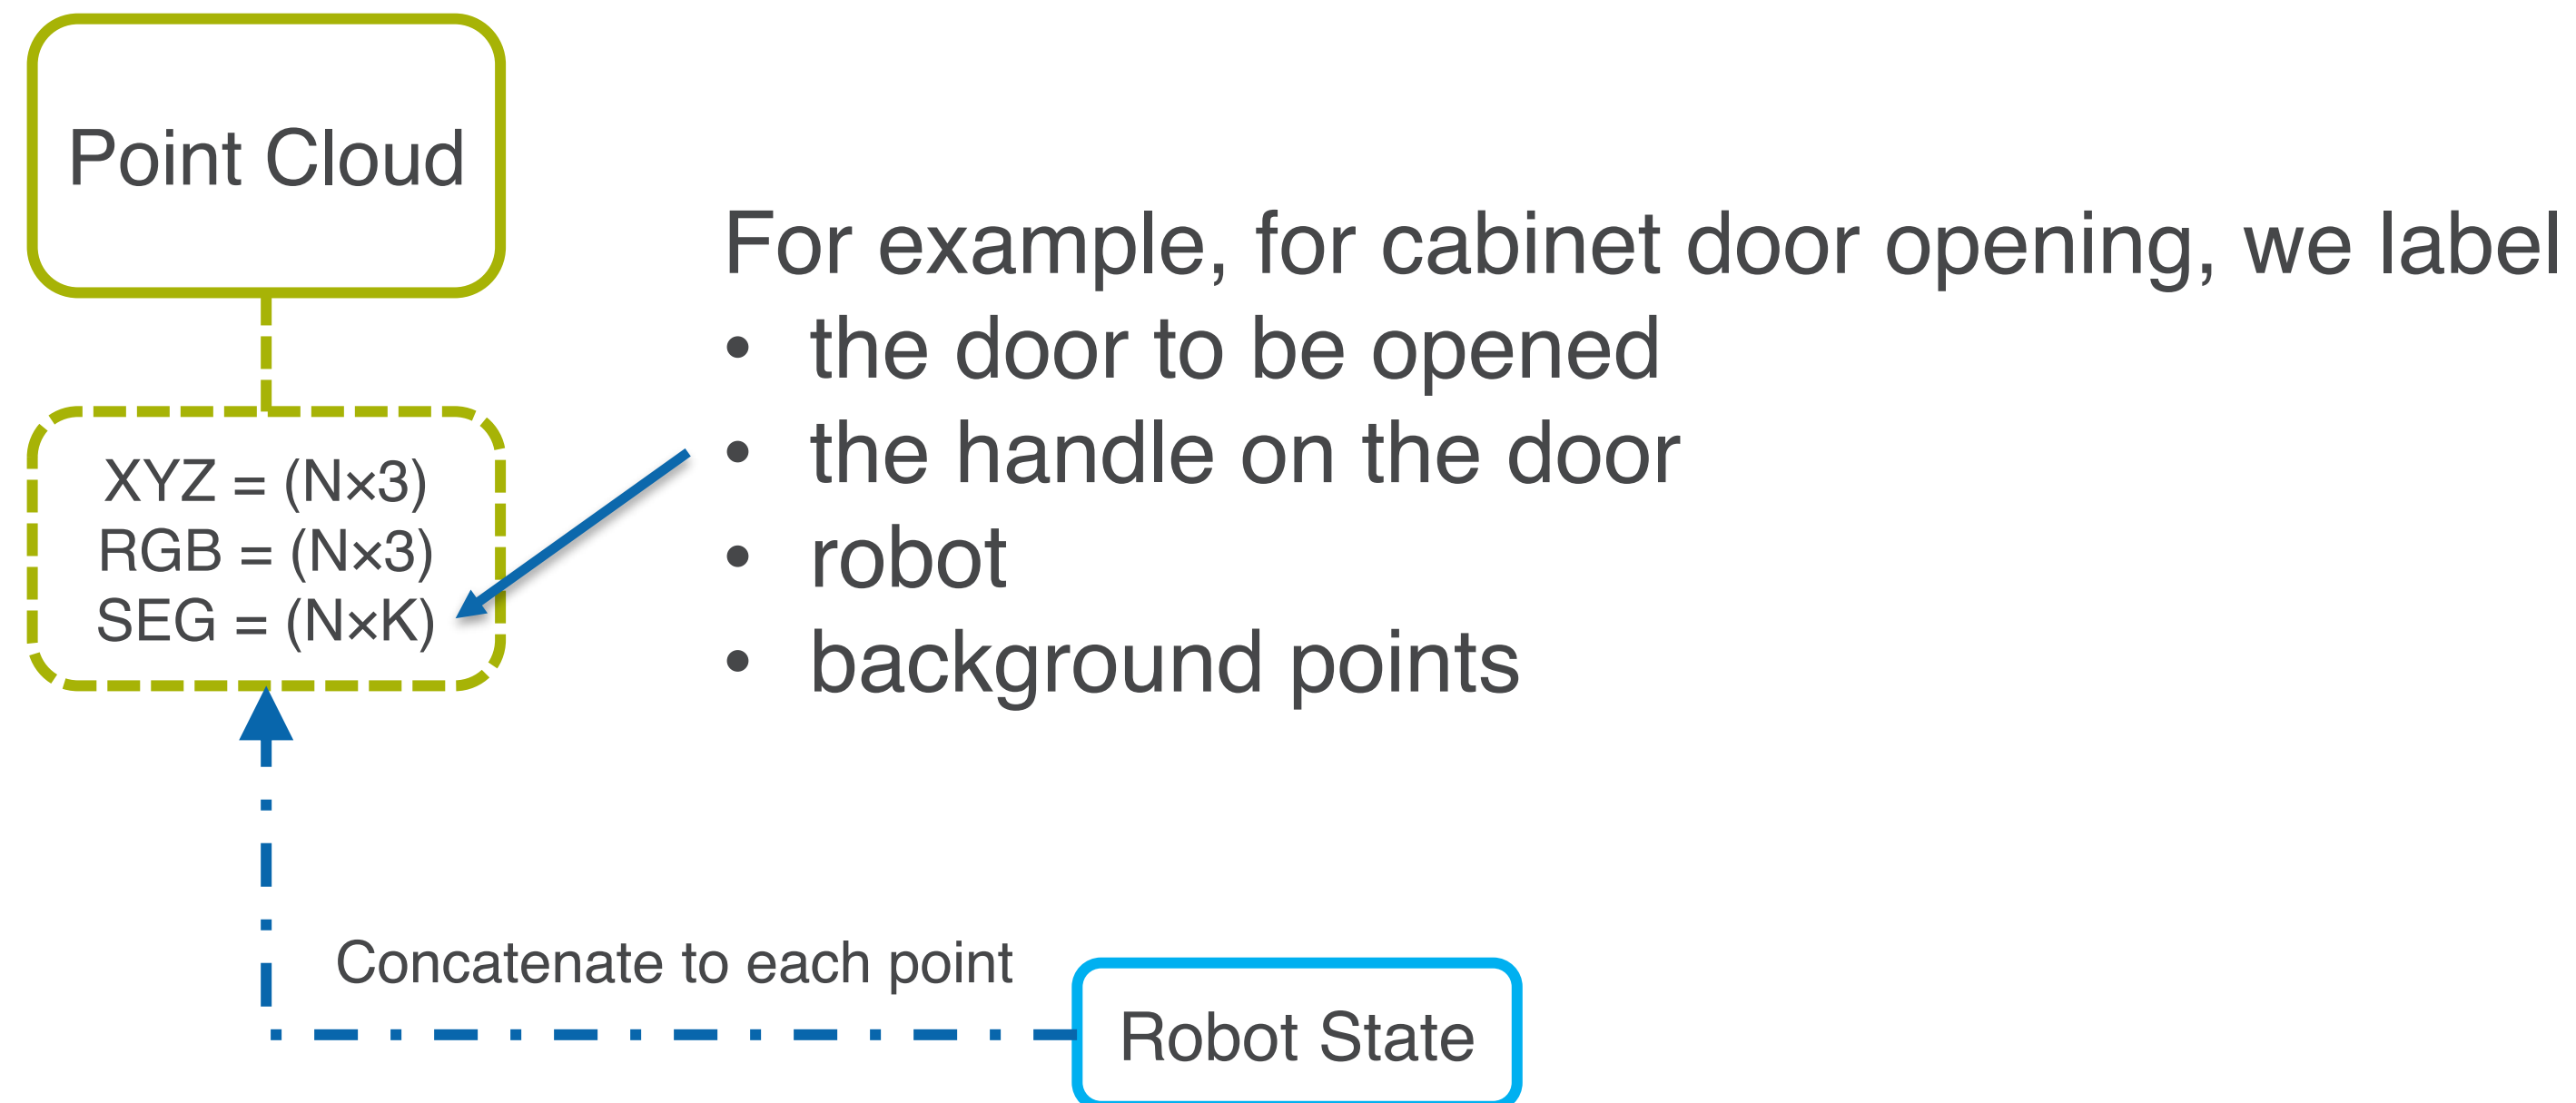 Point Cloud
XYZ = (N×3)
RGB = (N×3)
SEG = (N×K)
For example, for cabinet door opening, we label
• the door to be opened
• the handle on the door
• robot
• background points
Concatenate to each point
Robot State